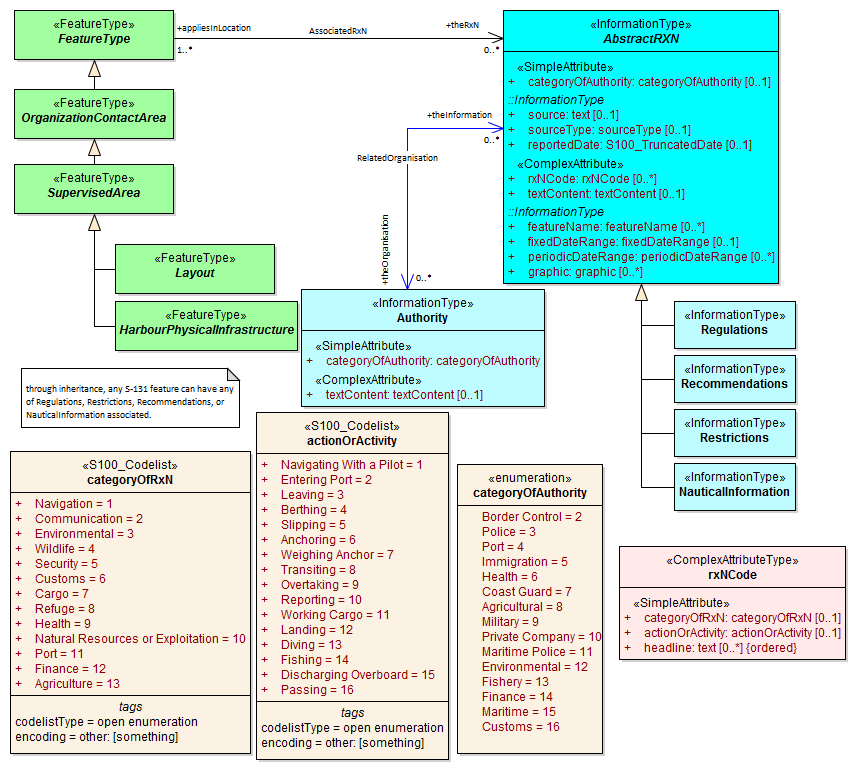 «FeatureType»
FeatureType
+appliesInLocation
1..*
AssociatedRxN
+theRxN
0..*
«FeatureType»
OrganizationContactArea
«FeatureType»
SupervisedArea
«FeatureType»
Layout
«FeatureType»
HarbourPhysicalInfrastructure
«InformationType»
AbstractRXN
«SimpleAttribute»
+ categoryOfAuthority: categoryOfAuthority [0..1]
::InformationType
+ source: text [0..1]
+ sourceType: sourceType [0..1]
+ reportedDate: S100_TruncatedDate [0..1]
«ComplexAttribute»
+ rxNCode: rxNCode [0..*]
+ textContent: textContent [0..1]
::InformationType
+ featureName: featureName [0..*]
+ fixedDateRange: fixedDateRange [0..1]
+ periodicDateRange: periodicDateRange [0..*]
+ graphic: graphic [0..*]
+theInformation
0..*
RelatedOrganisation
+theOrganisation
0..*
«InformationType»
Authority
«SimpleAttribute»
+ categoryOfAuthority: categoryOfAuthority
«ComplexAttribute»
+ textContent: textContent [0..1]
«InformationType»
Regulations
«InformationType»
Recommendations
«InformationType»
Restrictions
«InformationType»
NauticalInformation
through inheritance, any S-131 feature can have any
of Regulations, Restrictions, Recommendations, or
NauticalInformation associated.
«S100_Codelist»
categoryOfRxN
+ Navigation = 1
+ Communication = 2
+ Environmental = 3
+ Wildlife = 4
+ Security = 5
+ Customs = 6
+ Cargo = 7
+ Refuge = 8
+ Health = 9
+ Natural Resources or Exploitation = 10
+ Port = 11
+ Finance = 12
+ Agriculture = 13
tags
codelistType = open enumeration
encoding = other: [something]
«S100_Codelist»
actionOrActivity
+ Navigating With a Pilot = 1
+ Entering Port = 2
+ Leaving = 3
+ Berthing = 4
+ Slipping = 5
+ Anchoring = 6
+ Weighing Anchor = 7
+ Transiting = 8
+ Overtaking = 9
+ Reporting = 10
+ Working Cargo = 11
+ Landing = 12
+ Diving = 13
+ Fishing = 14
+ Discharging Overboard = 15
+ Passing = 16
tags
codelistType = open enumeration
encoding = other: [something]
«enumeration»
categoryOfAuthority
Border Control = 2
Police = 3
Port = 4
Immigration = 5
Health = 6
Coast Guard = 7
Agricultural = 8
Military = 9
Private Company = 10
Maritime Police = 11
Environmental = 12
Fishery = 13
Finance = 14
Maritime = 15
Customs = 16
«ComplexAttributeType»
rxNCode
«SimpleAttribute»
+ categoryOfRxN: categoryOfRxN [0..1]
+ actionOrActivity: actionOrActivity [0..1]
+ headline: text [0..*] {ordered}